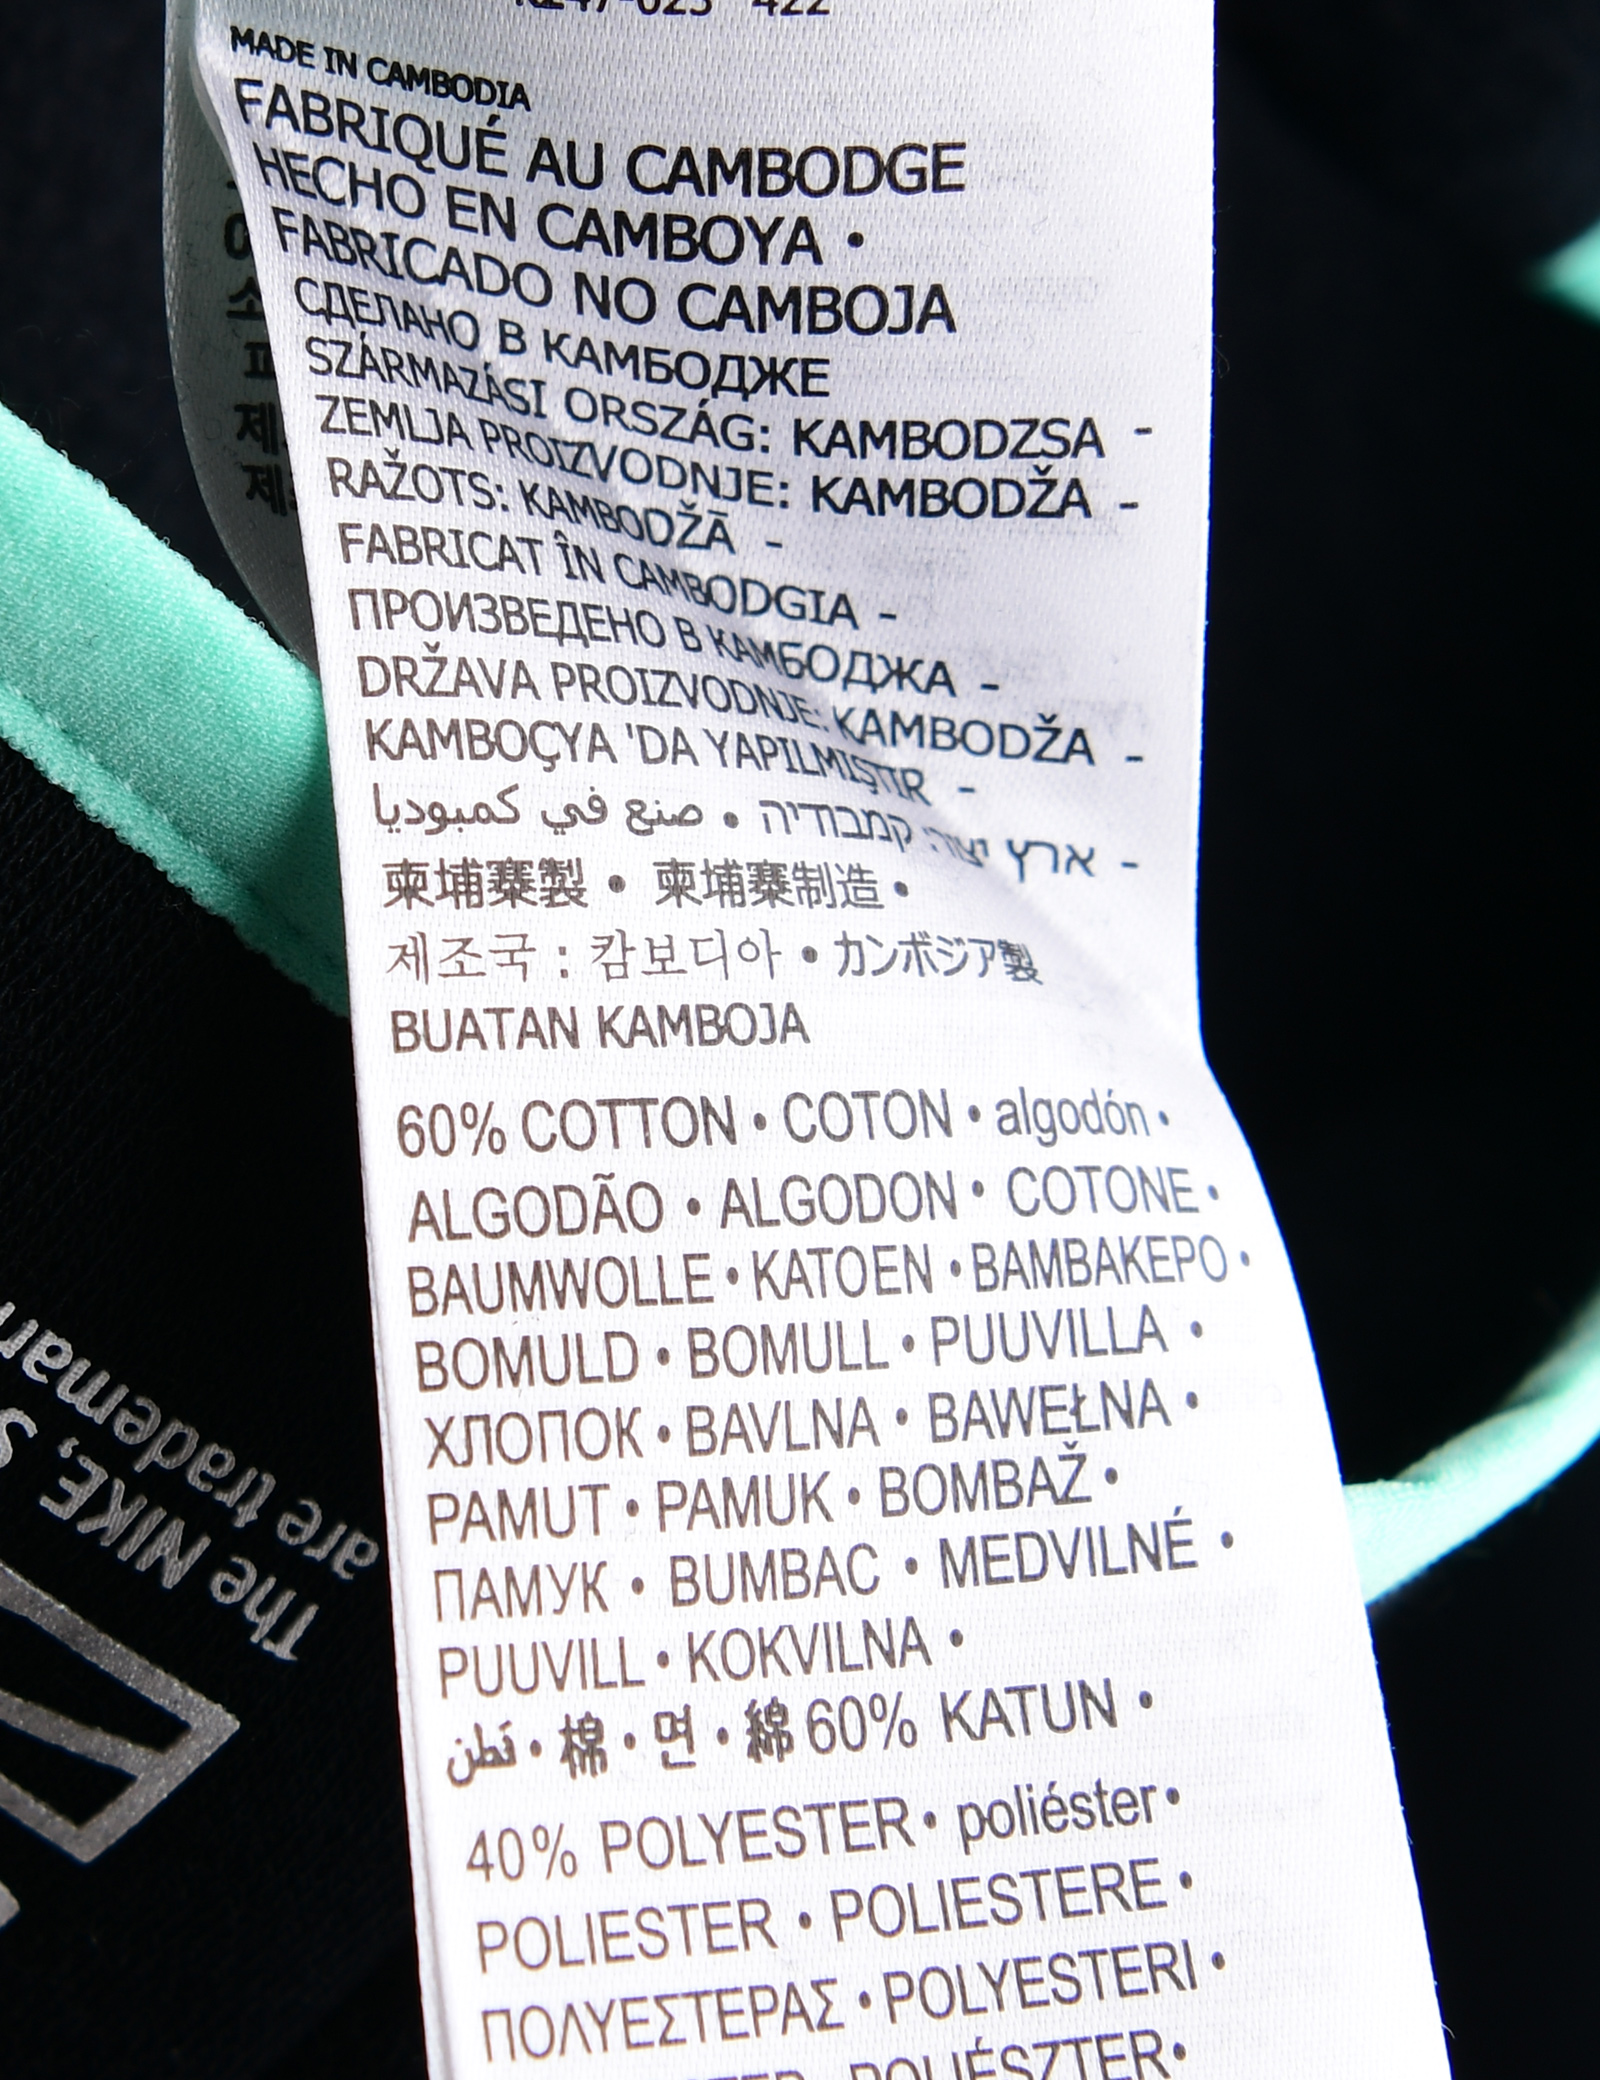 MADE IN CAMBODIA
FABRIQUÉ AU CAMBODGE
HECHO EN CAMBOYA •
FABRICADO NO CAMBOJA
СДЕЛАНО В КАМБОДЖЕ
SZÁRMAZÁSI ORSZÁG: KAMBODZSA -
ZEMLJA PROIZVODNJE: KAMBODŽA -
RAŽOTS: KAMBODŽĀ -
FABRICAT ÎN CAMBODGIA -
ПРОИЗВЕДЕНО В КАМБОДЖА -
DRŽAVA PROIZVODNJE: KAMBODŽA -
KAMBOÇYA 'DA YAPILMIŞTIR -
ארץ יצור: קמבודיה • صنع في كمبوديا -
柬埔寨製 • 柬埔寨制造 •
제조국 : 캄보디아 • カンボジア製
BUATAN KAMBOJA
60% COTTON • COTON • algodón •
ALGODÃO • ALGODON • COTONE •
BAUMWOLLE • KATOEN • BAMBAKEPO •
BOMULD • BOMULL • PUUVILLA •
ХЛОПОК • BAVLNA • BAWEŁNA •
PAMUT • PAMUK • BOMBAŽ •
ПАМУК • BUMBAC • MEDVILNÉ •
PUUVILL • KOKVILNA •
قطن • 棉 • 면 • 綿 60% KATUN •
40% POLYESTER • poliéster •
POLIESTER • POLIESTERE •
ΠΟΛΥΕΣΤΕΡΑΣ • POLYESTERI •
POLIÉSZTER •
The NIKE, S
are trademar